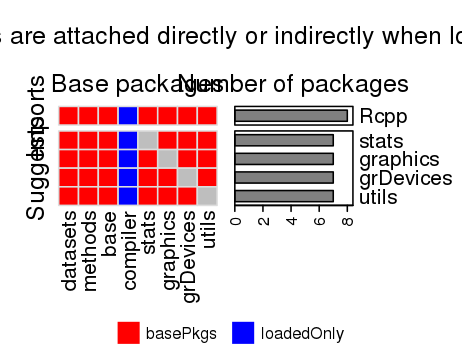 s are attached directly or indirectly when lo
Base packages
Number of packages
Imports
Suggests
Rcpp
stats
graphics
grDevices
utils
datasets
methods
base
compiler
stats
graphics
grDevices
utils
0 2 4 6 8
basePkgs
loadedOnly